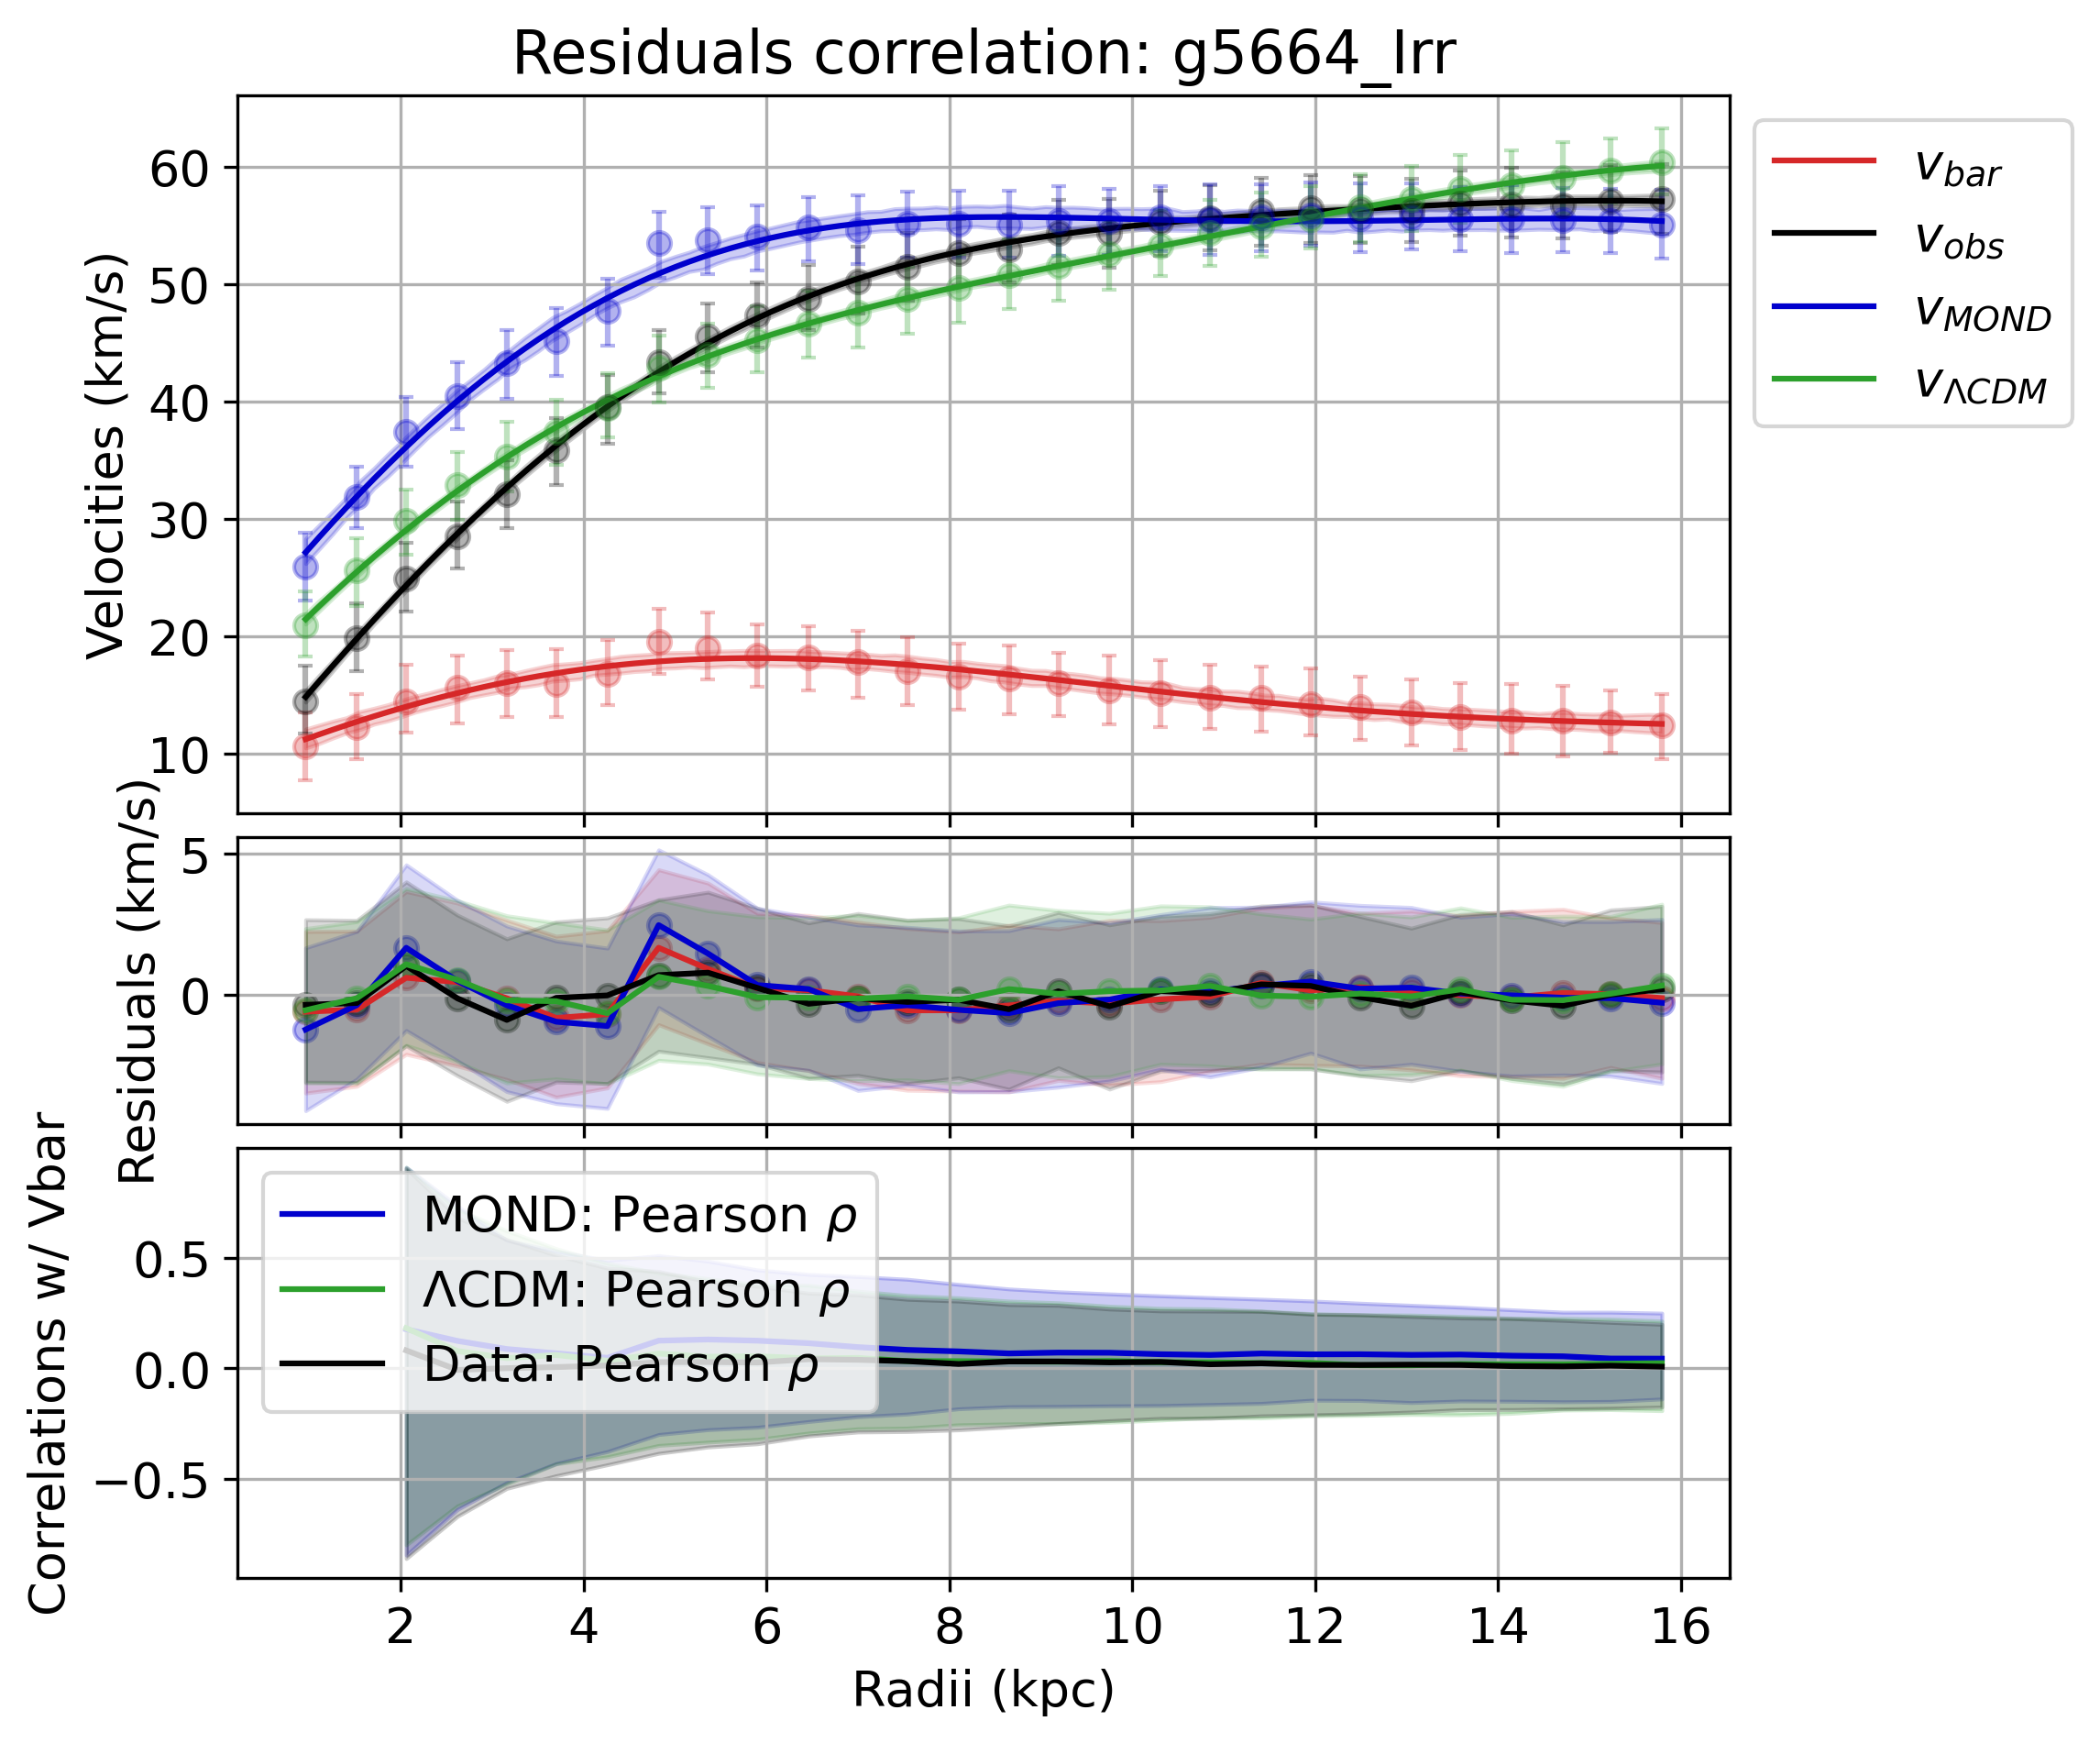 Residuals correlation: g5664_Irr
Velocities (km/s)
60
50
40
30
20
10
v_bar
v_obs
v_MOND
v_ΛCDM
Residuals (km/s)
5
0
Correlations w/ Vbar
0.5
0.0
−0.5
MOND: Pearson ρ
ΛCDM: Pearson ρ
Data: Pearson ρ
2 4 6 8 10 12 14 16
Radii (kpc)